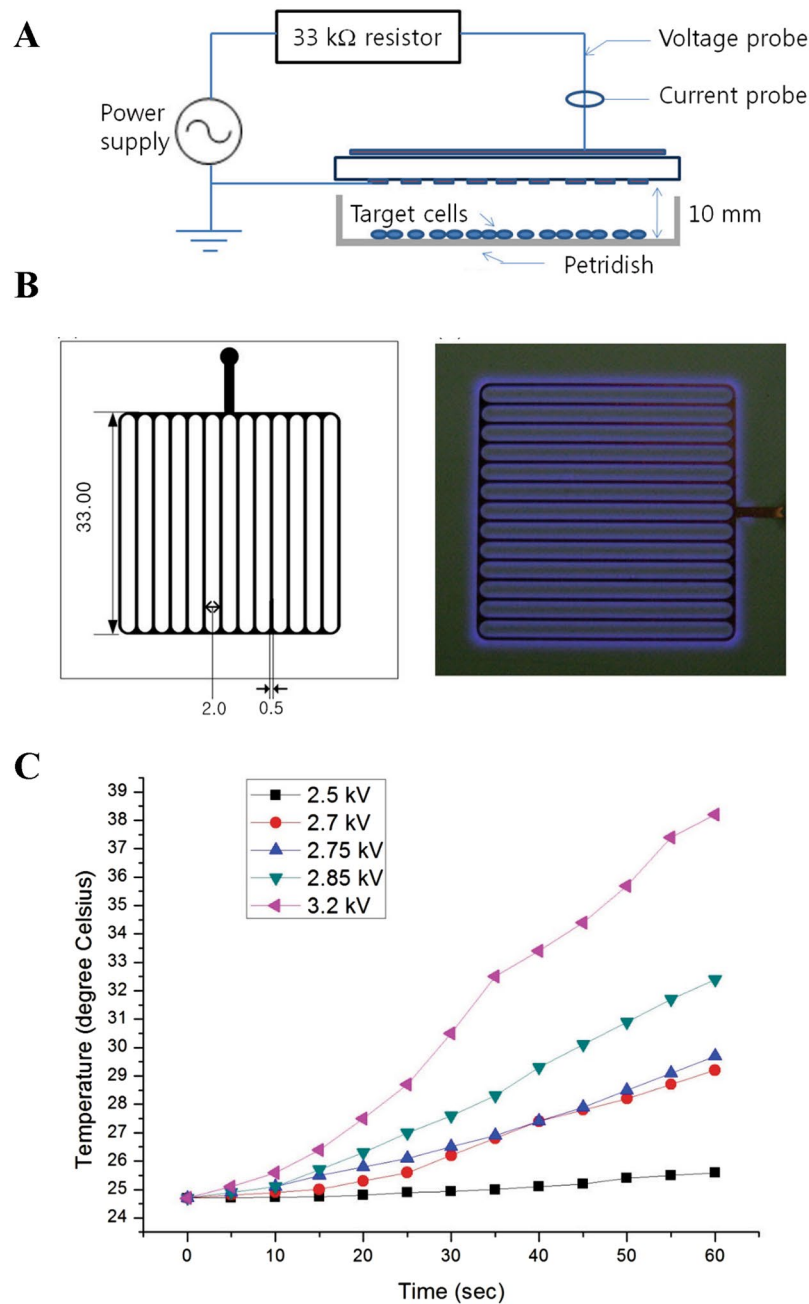 A
33 kΩ resistor
Voltage probe
Current probe
Power
supply
Target cells
10 mm
Petridish
B
33.00
2.0
0.5
C
39
38
37
36
35
34
33
32
31
30
29
28
27
26
25
24
Temperature (degree Celsius)
2.5 kV
2.7 kV
2.75 kV
2.85 kV
3.2 kV
0
10
20
30
40
50
60
Time (sec)